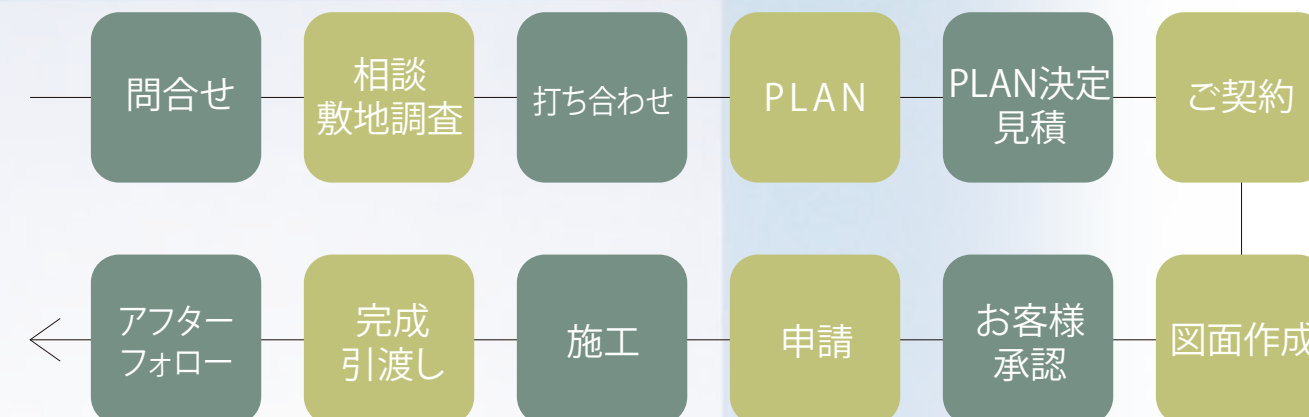 問合せ
相談
敷地調査
打ち合わせ
PLAN
PLAN決定
見積
ご契約
図面作成
お客様
承認
申請
施工
完成
引渡し
アフター
フォロー